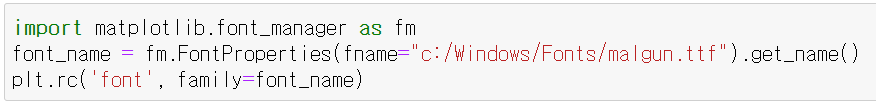 import matplotlib.font_manager as fm
font_name = fm.FontProperties(fname="c:/Windows/Fonts/malgun.ttf").get_name()
plt.rc('font', family=font_name)